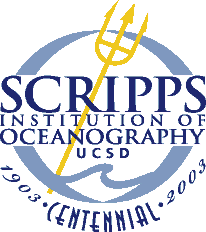 SCRIPPS
INSTITUTION OF
OCEANOGRAPHY
UCSD
1903 • CENTENNIAL • 2003